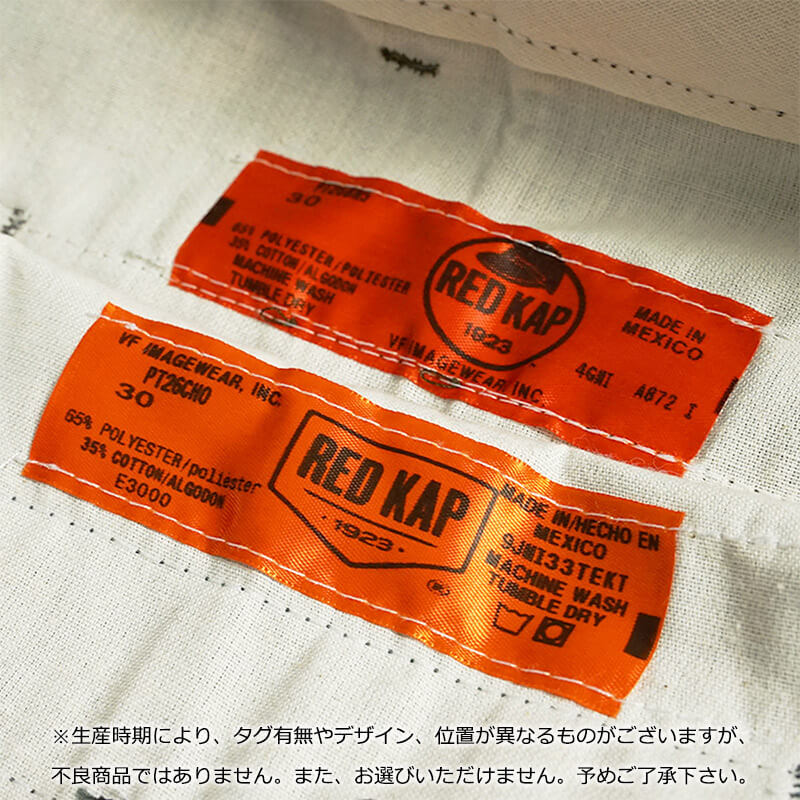 30
65% POLYESTER/POLIESTER
35% COTTON/ALGODON
MACHINE WASH
TUMBLE DRY
RED KAP
1923
VF IMAGEWEAR, INC.
MADE IN
MEXICO
4GMI A872 I
VF IMAGEWEAR, INC.
PT26CHO
30
65% POLYESTER/poliester
35% COTTON/ALGODON
E3000
RED KAP
·1923·
MADE IN/HECHO EN
MEXICO
9JMI33TEKT
MACHINE WASH
TUMBLE DRY
※生産時期により、タグ有無やデザイン、位置が異なるものがございますが、
不良商品ではありません。また、お選びいただけません。予めご了承下さい。